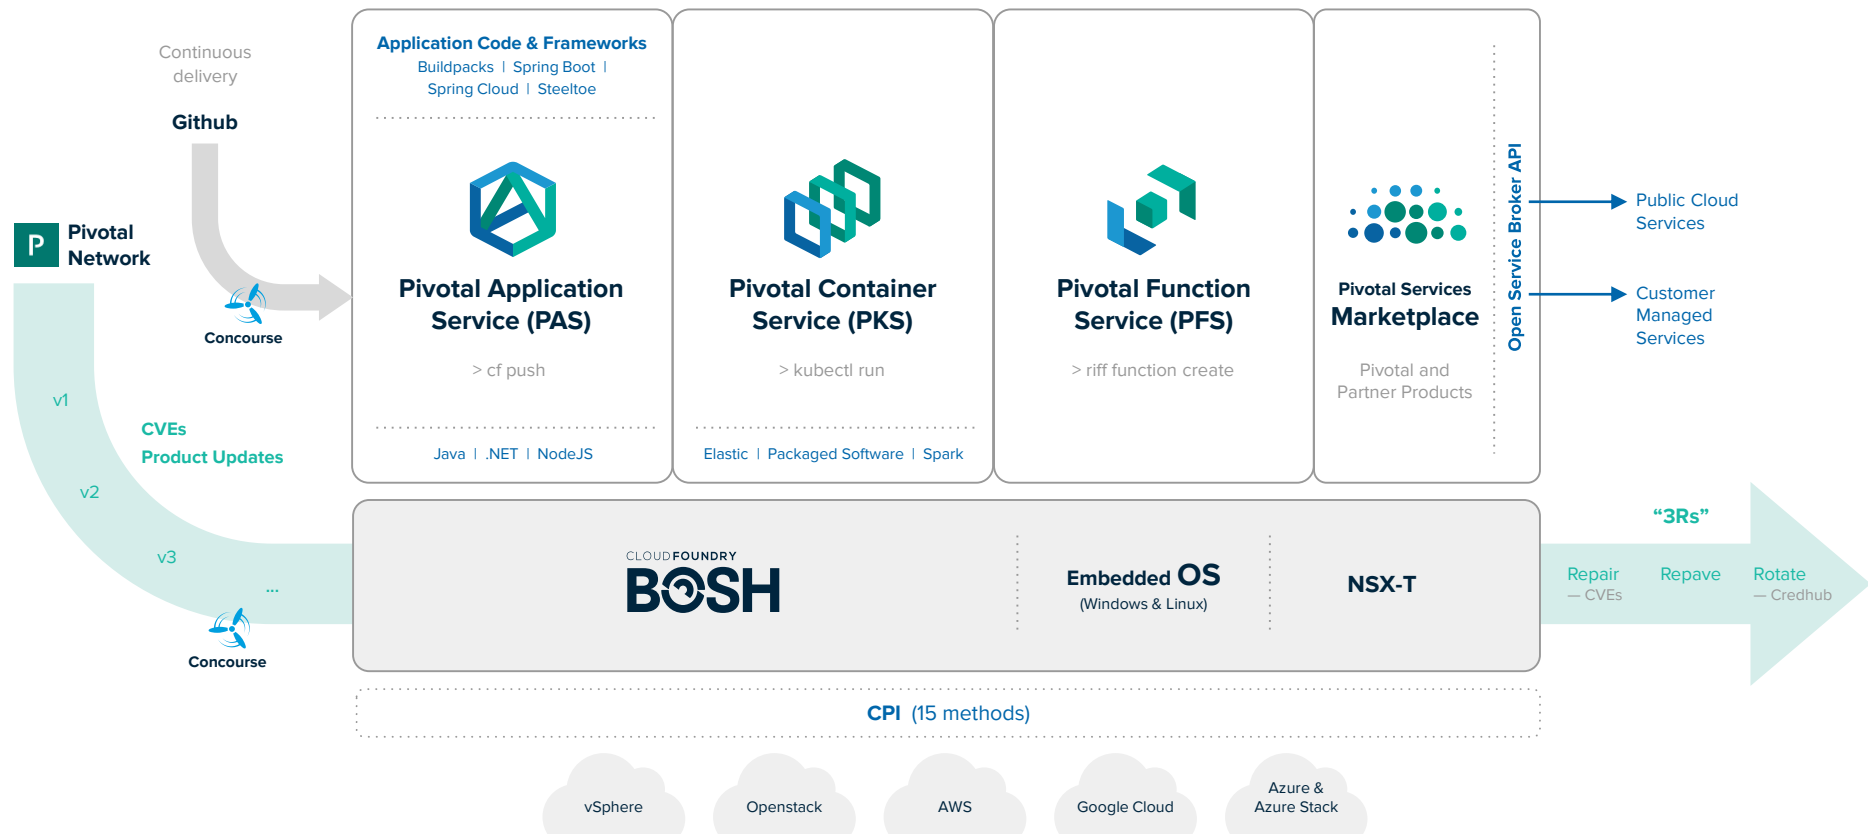 Continuous
delivery
Github
Concourse
P
Pivotal
Network
v1
v2
v3
...
CVEs
Product Updates
Concourse
Application Code & Frameworks
Buildpacks | Spring Boot |
Spring Cloud | Steeltoe
Pivotal Application
Service (PAS)
> cf push
Java | .NET | NodeJS
Pivotal Container
Service (PKS)
> kubectl run
Elastic | Packaged Software | Spark
Pivotal Function
Service (PFS)
> riff function create
Pivotal Services
Marketplace
Pivotal and
Partner Products
Open Service Broker API
Public Cloud
Services
Customer
Managed
Services
CLOUDFOUNDRY
BOSH
Embedded OS
(Windows & Linux)
NSX-T
“3Rs”
Repair
— CVEs
Repave
Rotate
— Credhub
CPI (15 methods)
vSphere
Openstack
AWS
Google Cloud
Azure &
Azure Stack